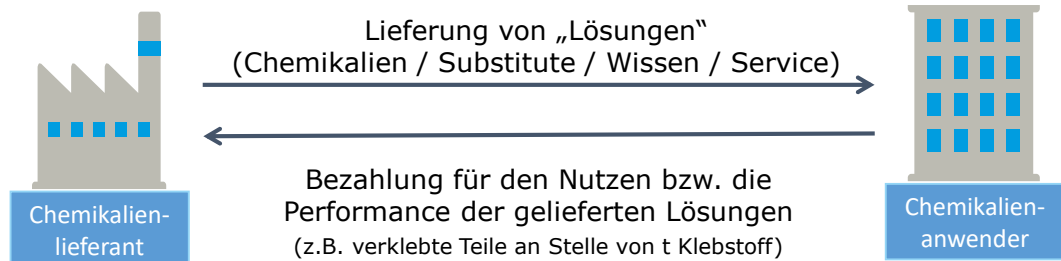 Lieferung von „Lösungen“
(Chemikalien / Substitute / Wissen / Service)
Bezahlung für den Nutzen bzw. die
Performance der gelieferten Lösungen
(z.B. verklebte Teile an Stelle von t Klebstoff)
Chemikalien-
lieferant
Chemikalien-
anwender